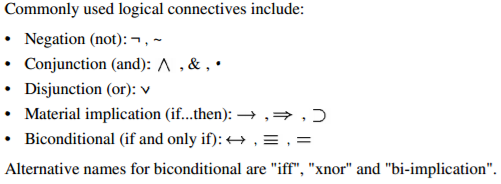 Commonly used logical connectives include:
• Negation (not): ¬ , ~
• Conjunction (and): ∧ , & , •
• Disjunction (or): ∨
• Material implication (if...then): → , ⇒ , ⊃
• Biconditional (if and only if): ↔ , ≡ , =
Alternative names for biconditional are "iff", "xnor" and "bi-implication".